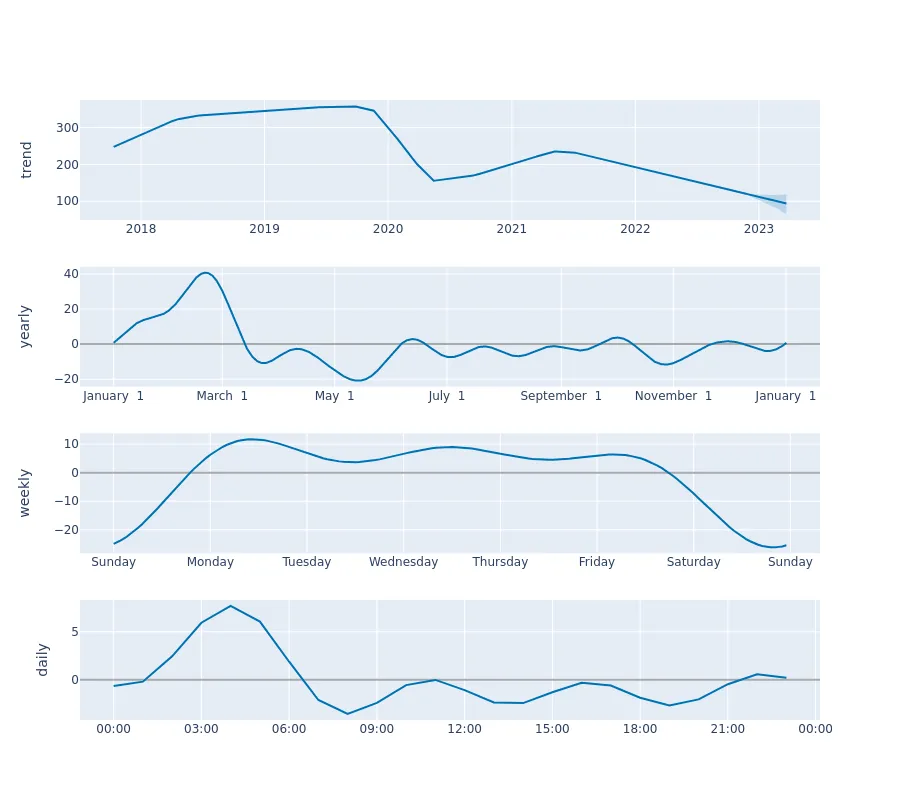 trend
300
200
100
2018 2019 2020 2021 2022 2023
yearly
40
20
0
−20
January 1 March 1 May 1 July 1 September 1 November 1 January 1
weekly
10
0
−10
−20
Sunday Monday Tuesday Wednesday Thursday Friday Saturday Sunday
daily
5
0
00:00 03:00 06:00 09:00 12:00 15:00 18:00 21:00 00:00